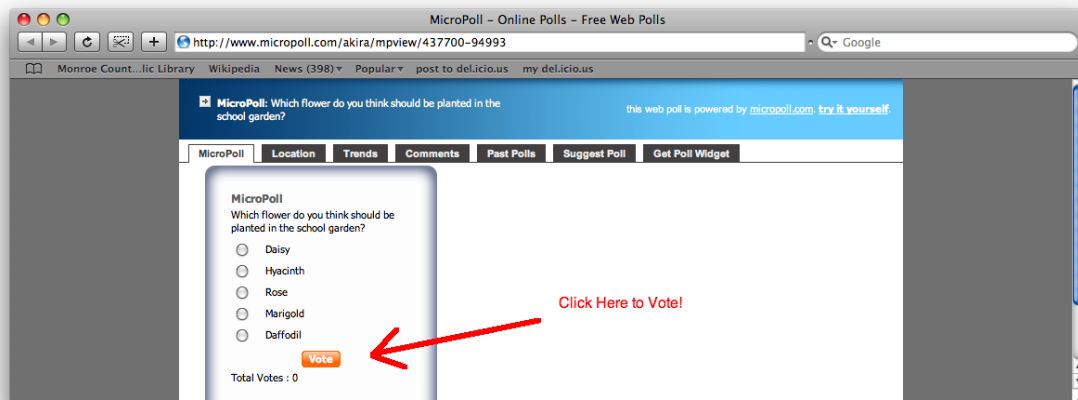 MicroPoll – Online Polls – Free Web Polls
http://www.micropoll.com/akira/mpview/437700-94993
Google
Monroe Count...lic Library Wikipedia News (398) Popular post to del.icio.us my del.icio.us
MicroPoll: Which flower do you think should be planted in the
school garden?
this web poll is powered by micropoll.com. try it yourself.
MicroPoll Location Trends Comments Past Polls Suggest Poll Get Poll Widget
MicroPoll
Which flower do you think should be
planted in the school garden?
Daisy
Hyacinth
Rose
Marigold
Daffodil
Vote
Total Votes : 0
Click Here to Vote!